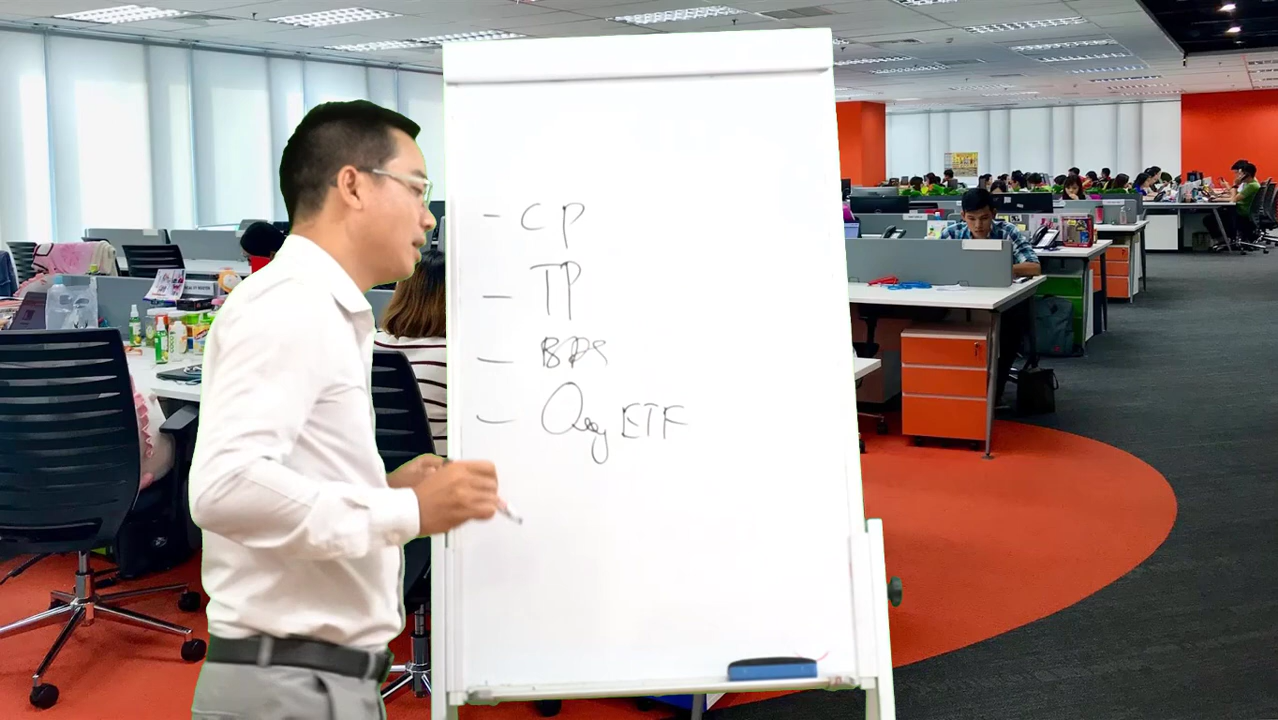 - CP
- TP
- BĐS
- Quỹ ETF